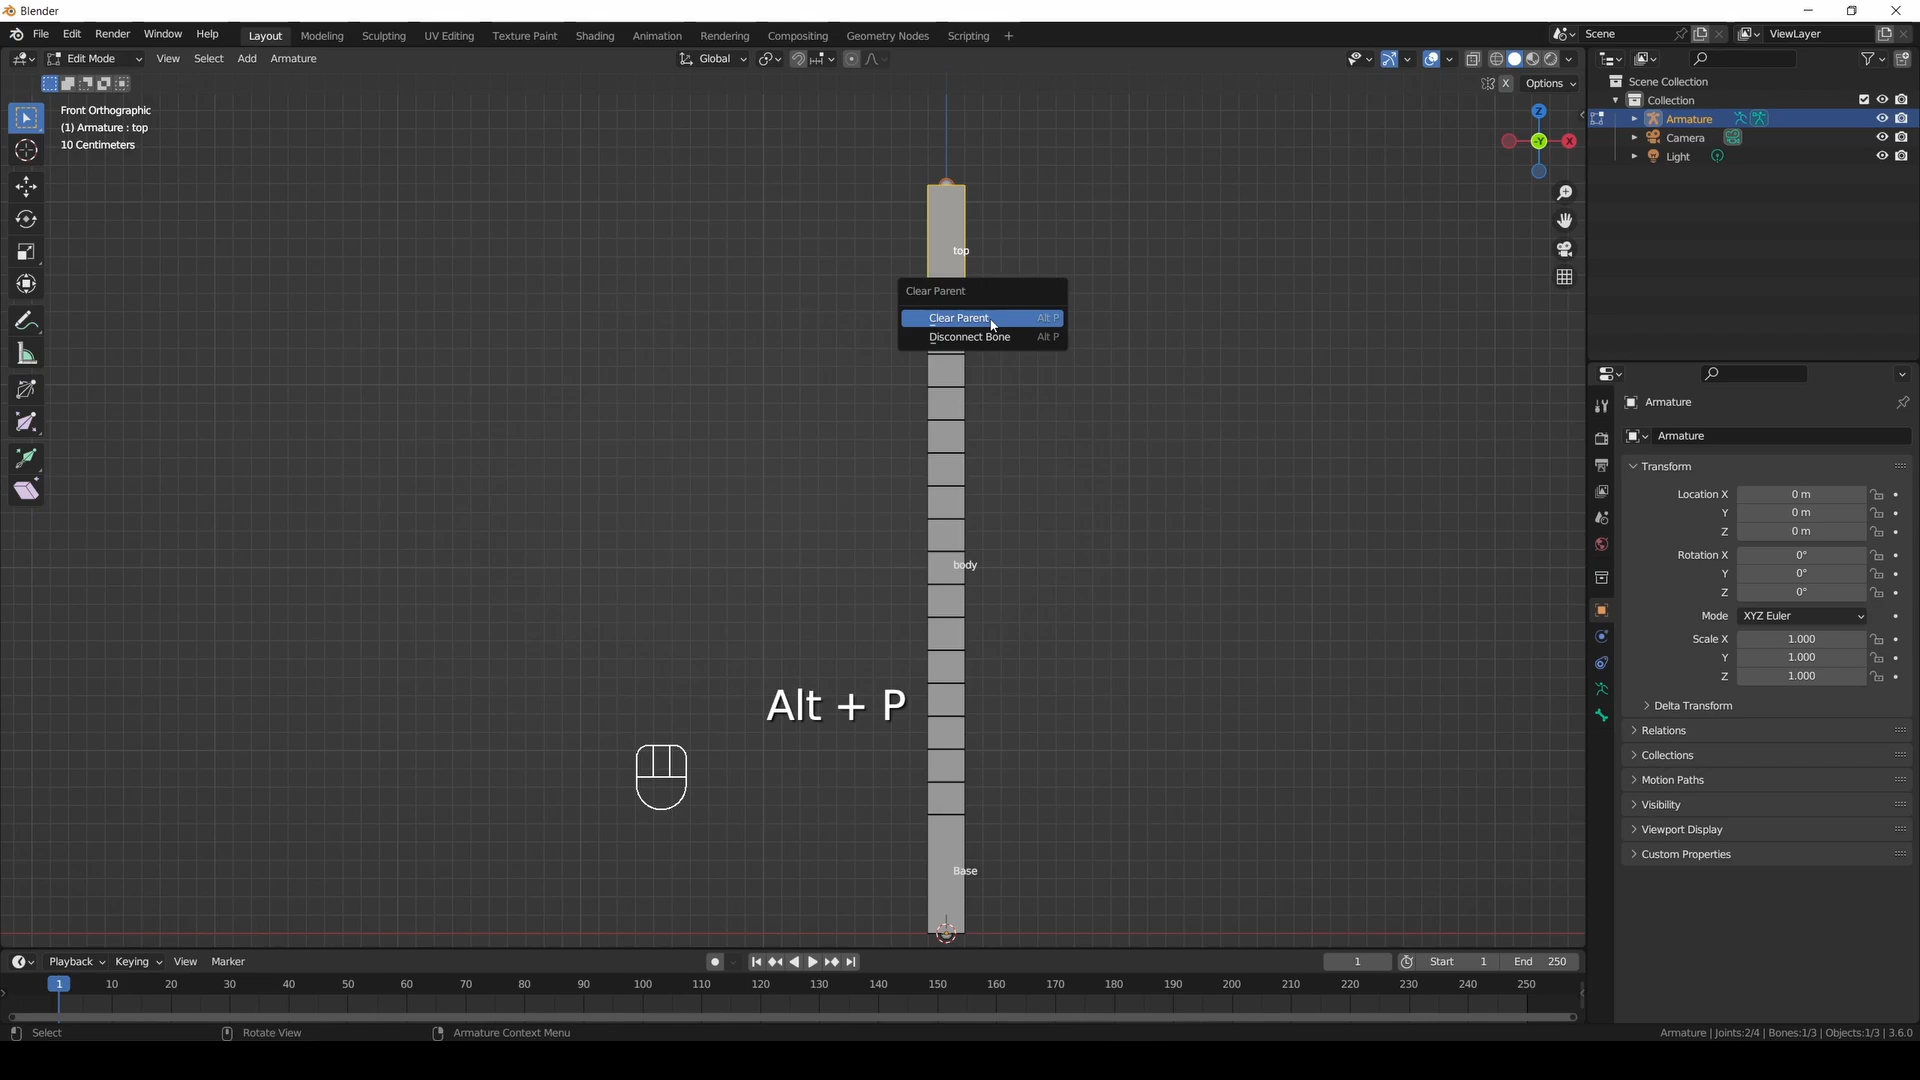 Blender
File Edit Render Window Help
Layout Modeling Sculpting UV Editing Texture Paint Shading Animation Rendering Compositing Geometry Nodes Scripting +
Scene
ViewLayer
Edit Mode View Select Add Armature
Global
X Options
Front Orthographic
(1) Armature : top
10 Centimeters
Z
-Y
X
top
Clear Parent
Clear Parent Alt P
Disconnect Bone Alt P
body
Alt + P
Base
Scene Collection
Collection
Armature
Camera
Light
Armature
Armature
Transform
Location X 0 m
Y 0 m
Z 0 m
Rotation X 0°
Y 0°
Z 0°
Mode XYZ Euler
Scale X 1.000
Y 1.000
Z 1.000
Delta Transform
Relations
Collections
Motion Paths
Visibility
Viewport Display
Custom Properties
Playback Keying View Marker
1 Start 1 End 250
1 10 20 30 40 50 60 70 80 90 100 110 120 130 140 150 160 170 180 190 200 210 220 230 240 250
Select Rotate View Armature Context Menu
Armature | Joints:2/4 | Bones:1/3 | Objects:1/3 | 3.6.0